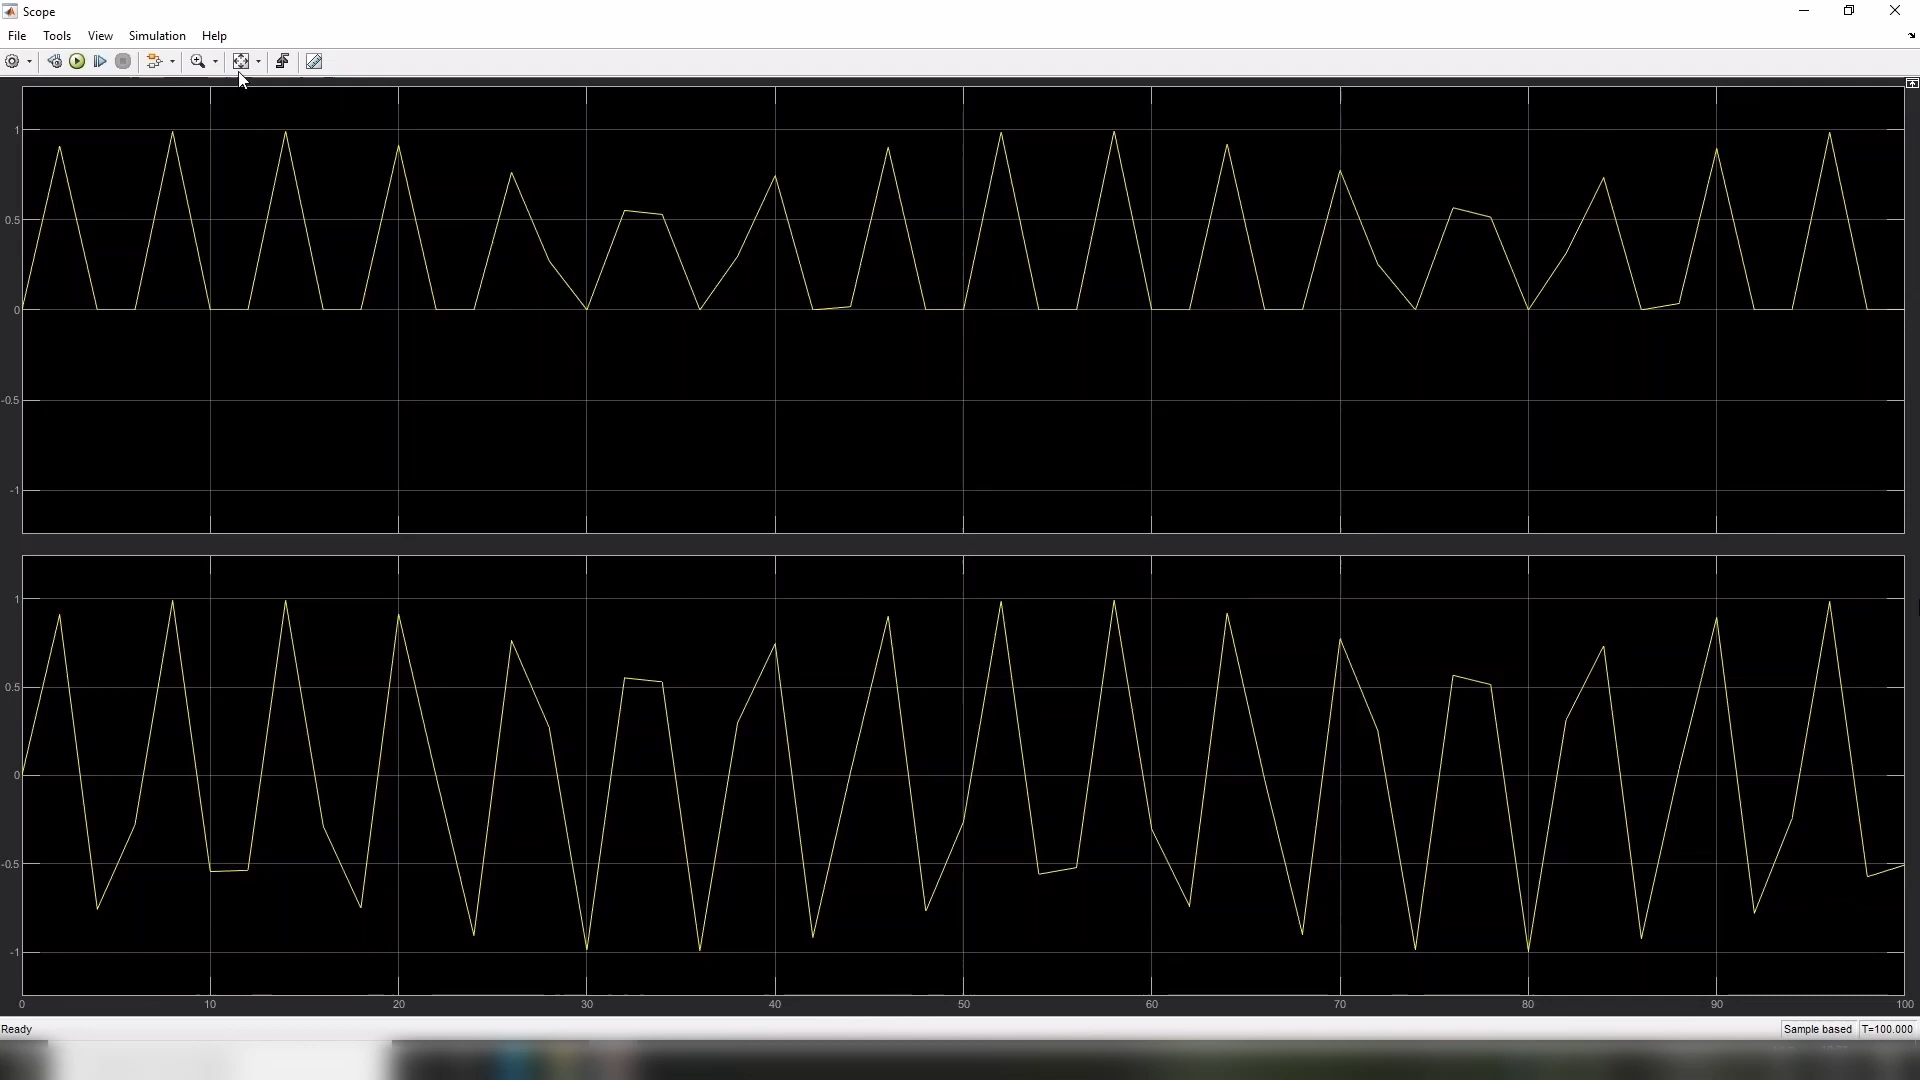 Scope
File Tools View Simulation Help
1
0.5
0
-0.5
-1
1
0.5
0
-0.5
-1
0 10 20 30 40 50 60 70 80 90 100
Ready Sample based T=100.000